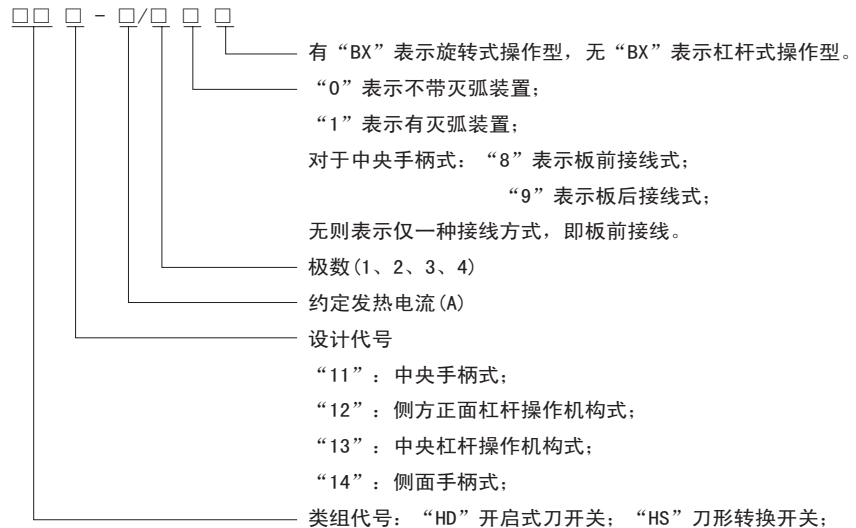 □□ □-□/□ □ □
有“BX”表示旋转式操作型，无“BX”表示杠杆式操作型。
“0”表示不带灭弧装置；
“1”表示有灭弧装置；
对于中央手柄式：“8”表示板前接线式；
“9”表示板后接线式；
无则表示仅一种接线方式，即板前接线。
极数(1、2、3、4)
约定发热电流(A)
设计代号
“11”：中央手柄式；
“12”：侧方正面杠杆操作机构式；
“13”：中央杠杆操作机构式；
“14”：侧面手柄式；
类组代号：“HD”开启式刀开关；“HS”刀形转换开关；